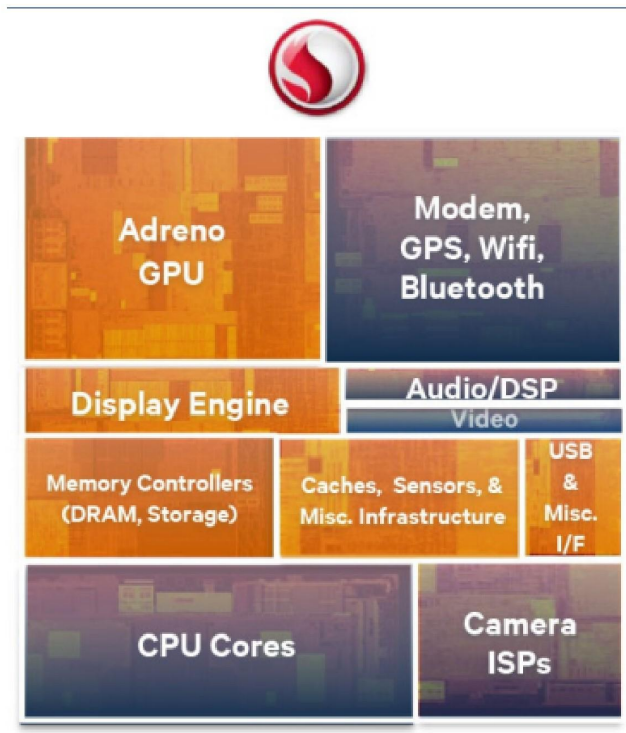 Adreno
GPU
Modem,
GPS, Wifi,
Bluetooth
Display Engine
Audio/DSP
Video
Memory Controllers
(DRAM, Storage)
Caches, Sensors, &
Misc. Infrastructure
USB
&
Misc.
I/F
CPU Cores
Camera
ISPs